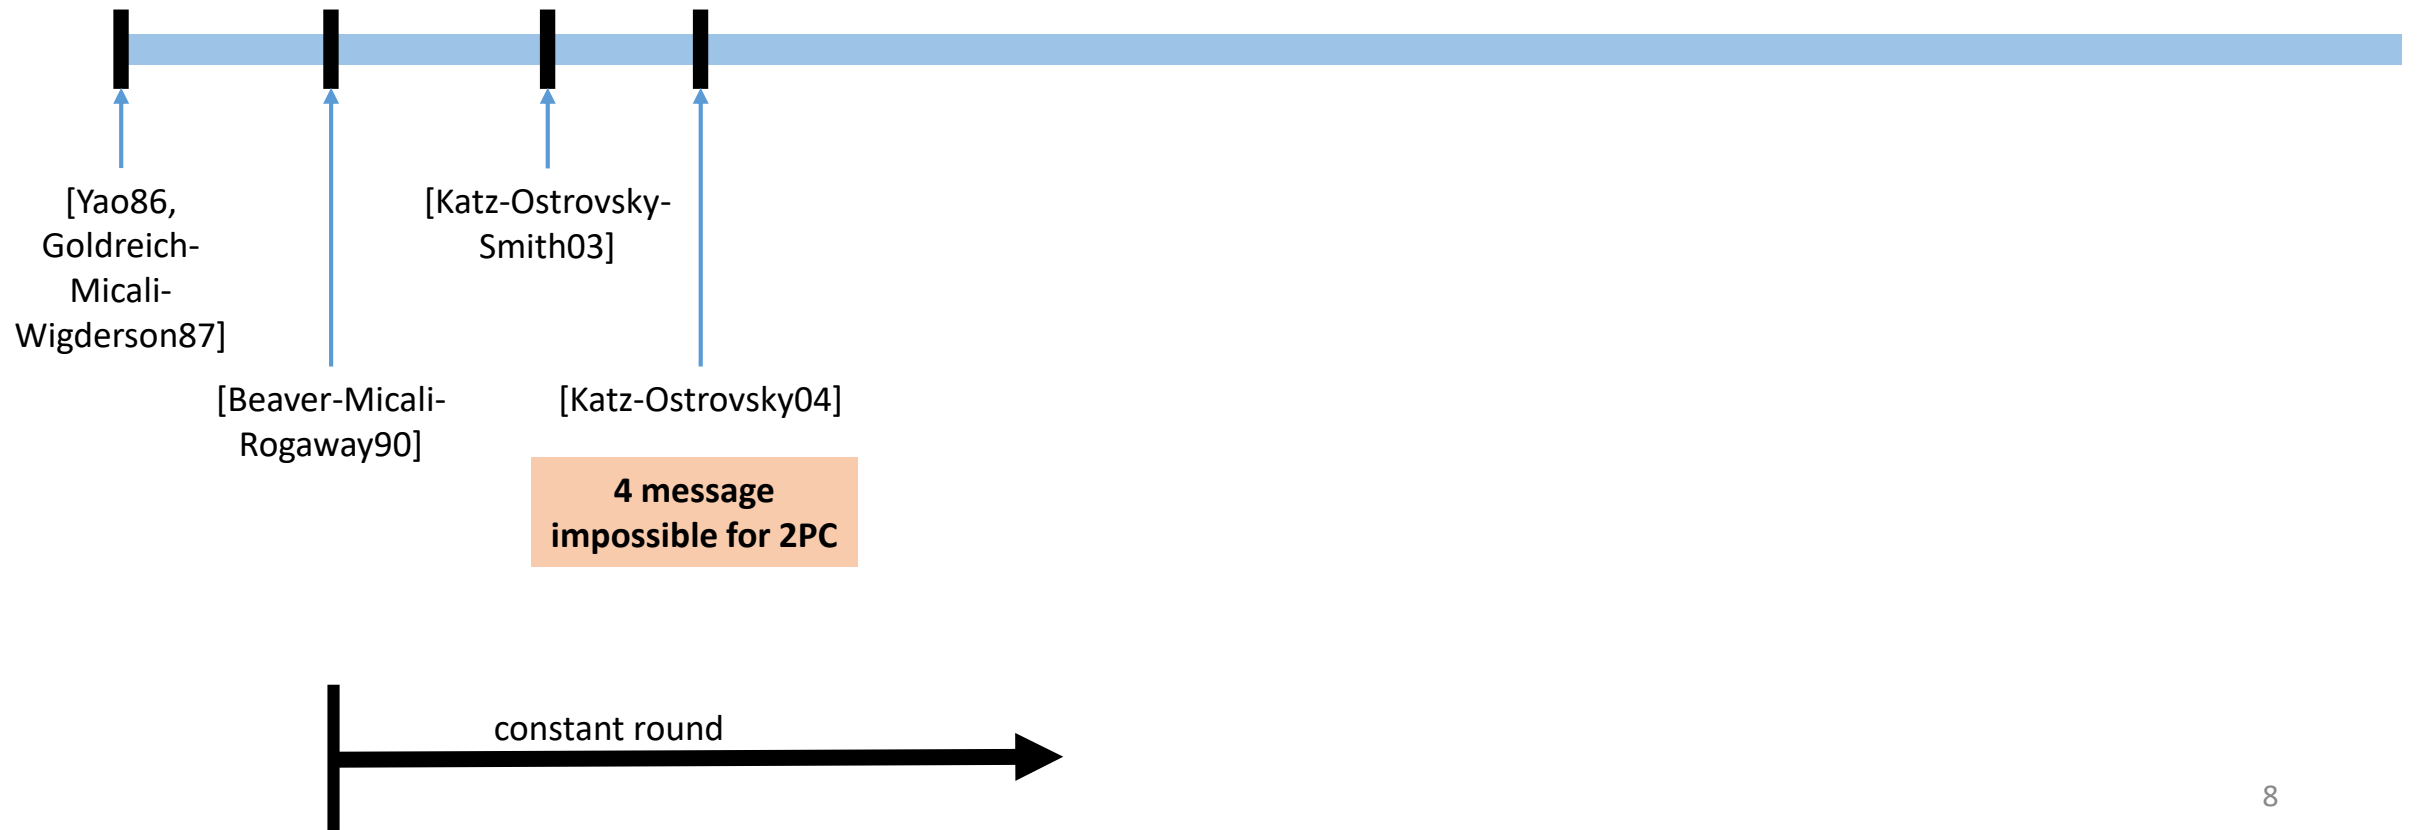 [Yao86,
Goldreich-
Micali-
Wigderson87]
[Katz-Ostrovsky-
Smith03]
[Beaver-Micali-
Rogaway90]
[Katz-Ostrovsky04]
4 message
impossible for 2PC
constant round
8